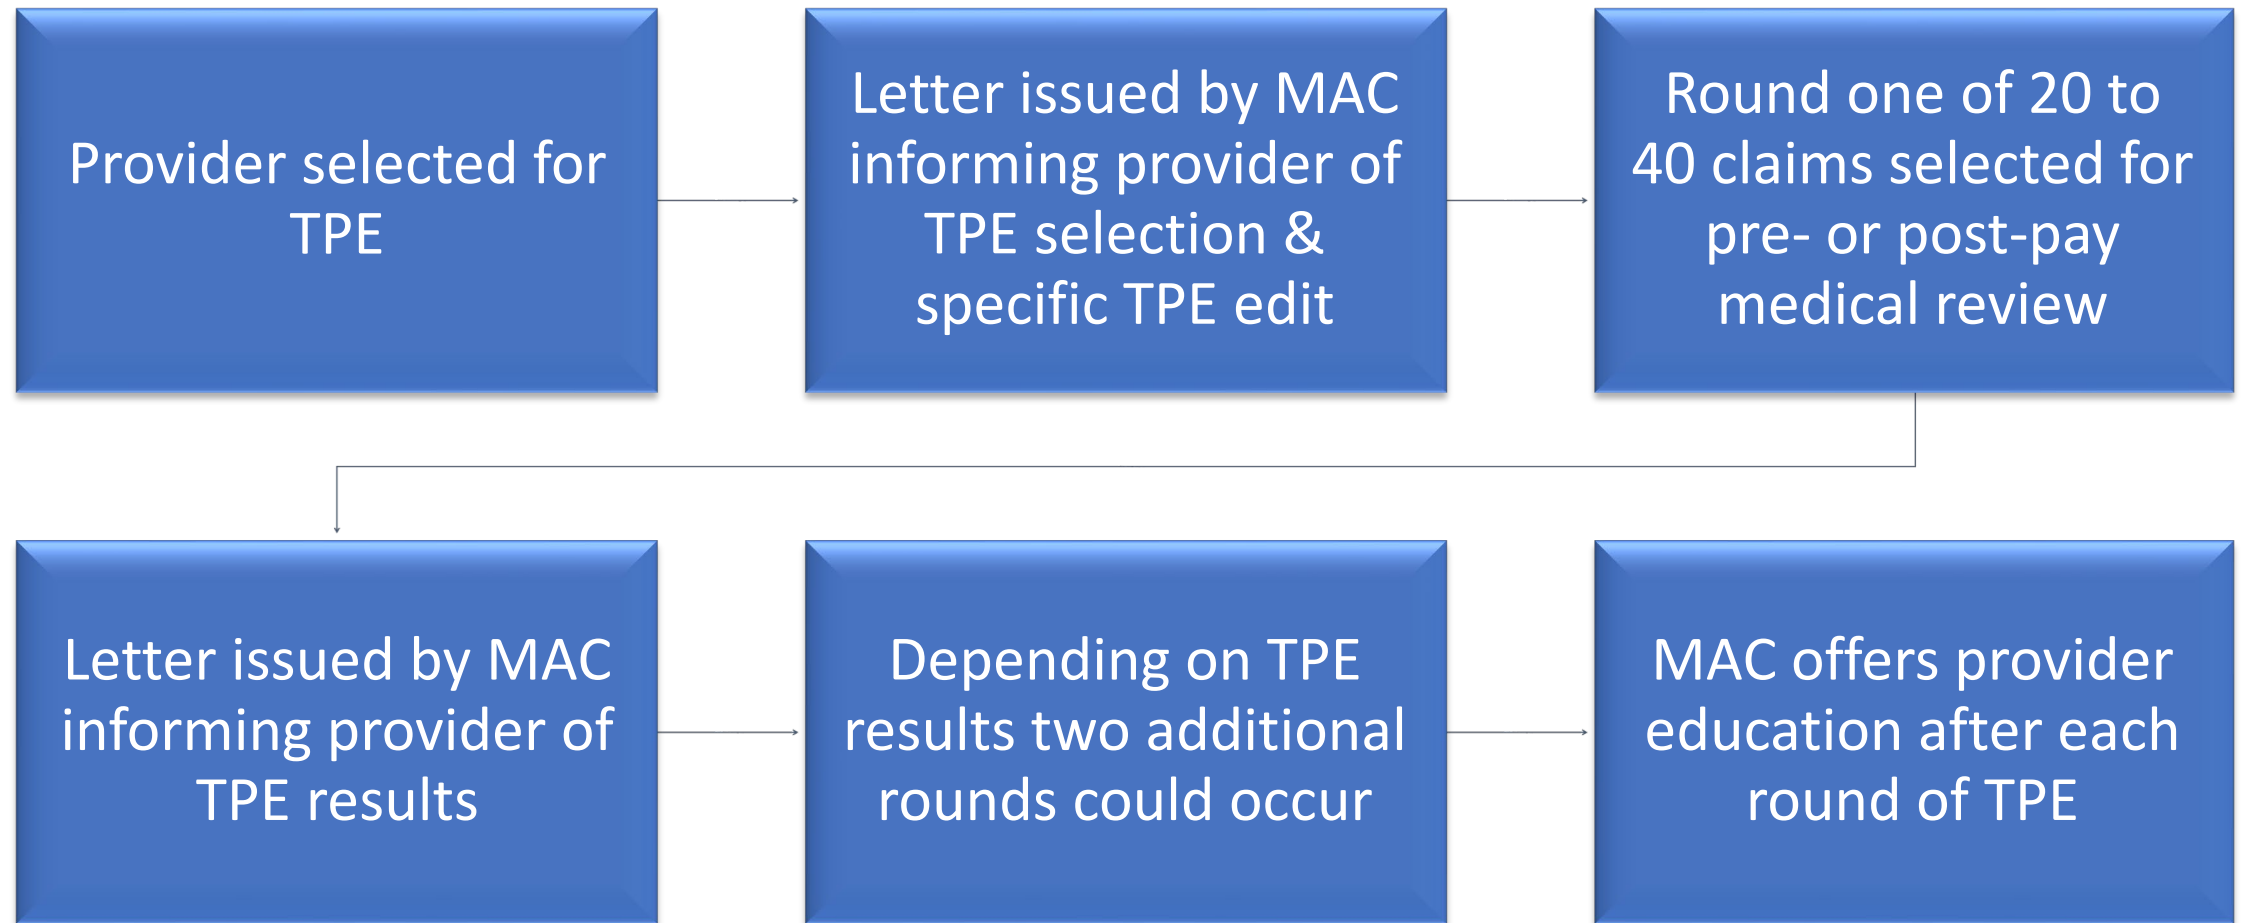 Provider selected for
TPE
Letter issued by MAC
informing provider of
TPE selection &
specific TPE edit
Round one of 20 to
40 claims selected for
pre- or post-pay
medical review
Letter issued by MAC
informing provider of
TPE results
Depending on TPE
results two additional
rounds could occur
MAC offers provider
education after each
round of TPE